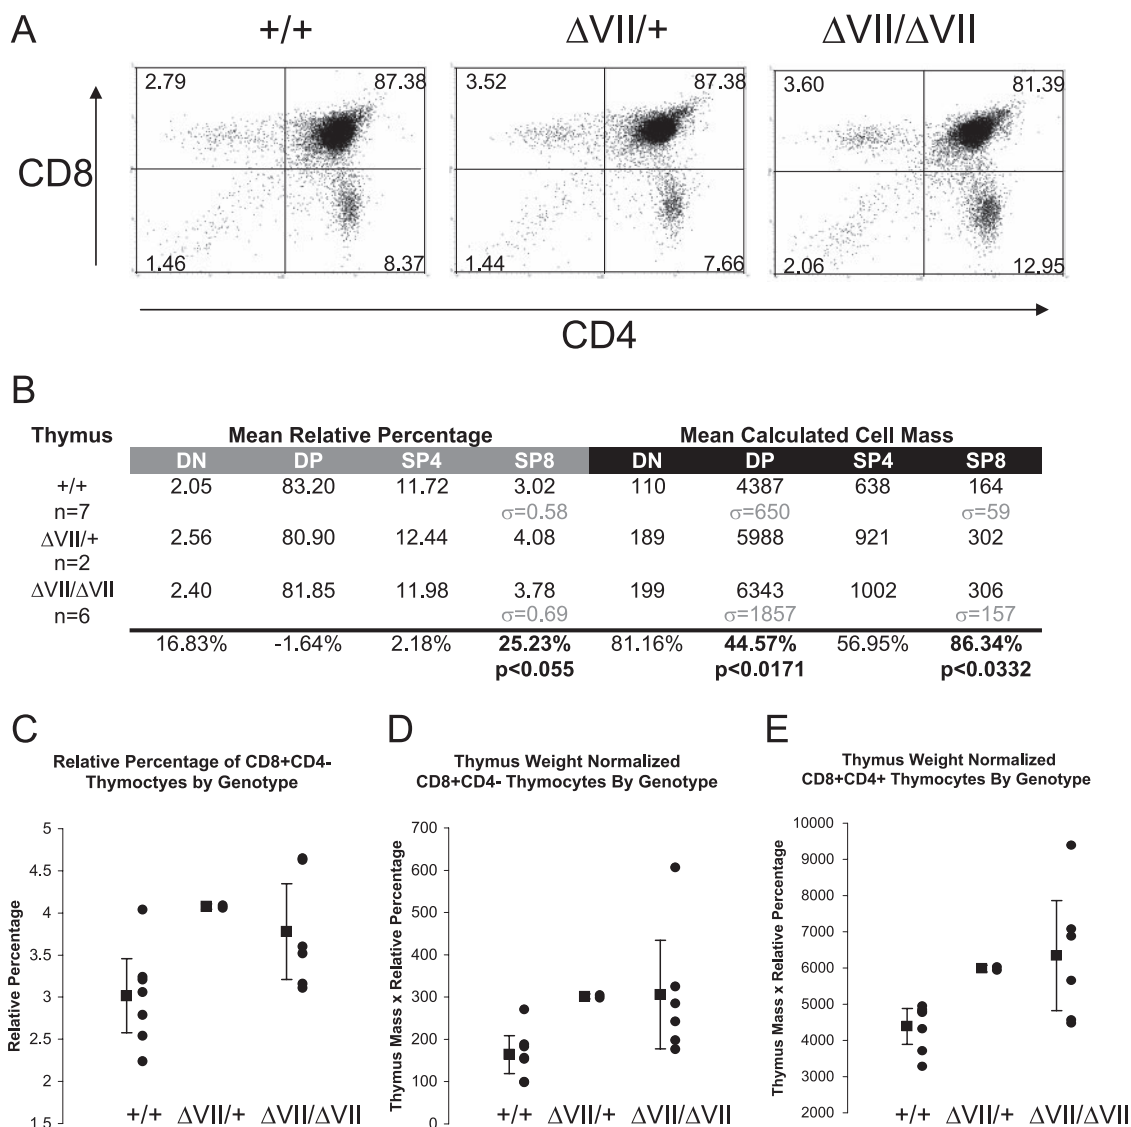 A
+/+ ΔVII/+ ΔVII/ΔVII
2.79 87.38 3.52 87.38 3.60 81.39
CD8
1.46 8.37 1.44 7.66 2.06 12.95
CD4
B
Thymus Mean Relative Percentage Mean Calculated Cell Mass
DN DP SP4 SP8 DN DP SP4 SP8
+/+ 2.05 83.20 11.72 3.02 110 4387 638 164
n=7 σ=0.58 σ=650 σ=59
ΔVII/+ 2.56 80.90 12.44 4.08 189 5988 921 302
n=2
ΔVII/ΔVII 2.40 81.85 11.98 3.78 199 6343 1002 306
n=6 σ=0.69 σ=1857 σ=157
16.83% -1.64% 2.18% 25.23% 81.16% 44.57% 56.95% 86.34%
p<0.055 p<0.0171 p<0.0332
C
Relative Percentage of CD8+CD4-
Thymoctyes by Genotype
Relative Percentage
5
4.5
4
3.5
3
2.5
2
1.5
+/+ ΔVII/+ ΔVII/ΔVII
D
Thymus Weight Normalized
CD8+CD4- Thymocytes By Genotype
Thymus Mass x Relative Percentage
700
600
500
400
300
200
100
0
+/+ ΔVII/+ ΔVII/ΔVII
E
Thymus Weight Normalized
CD8+CD4+ Thymocytes By Genotype
Thymus Mass x Relative Percentage
10000
9000
8000
7000
6000
5000
4000
3000
2000
+/+ ΔVII/+ ΔVII/ΔVII